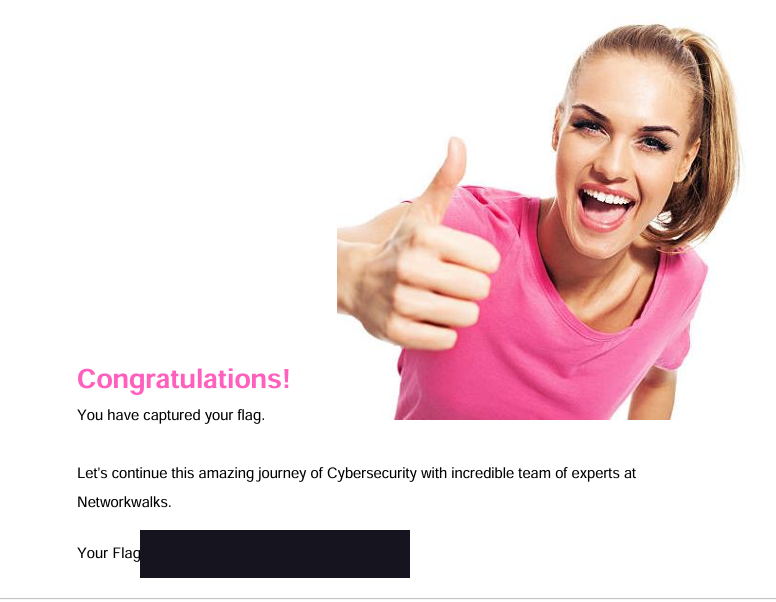 Congratulations!
You have captured your flag.
Let's continue this amazing journey of Cybersecurity with incredible team of experts at
Networkwalks.
Your Flag